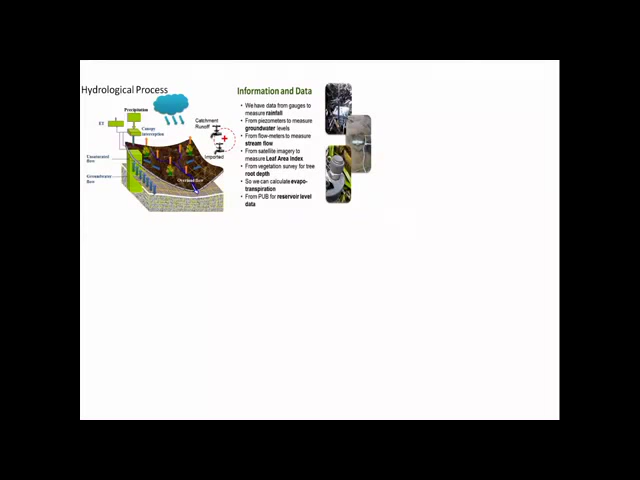 Hydrological Process
Precipitation
ET
Canopy
Interception
Catchment
Runoff
Imported
Unsaturated
flow
Groundwater
flow
Overland flow
Information and Data
• We have data from gauges to
measure rainfall
• From piezometers to measure
groundwater levels
• From flow-meters to measure
stream flow
• From satellite imagery to
measure Leaf Area Index
• From vegetation survey for tree
root depth
• So we can calculate evapo-
transpiration
• From PUB for reservoir level
data